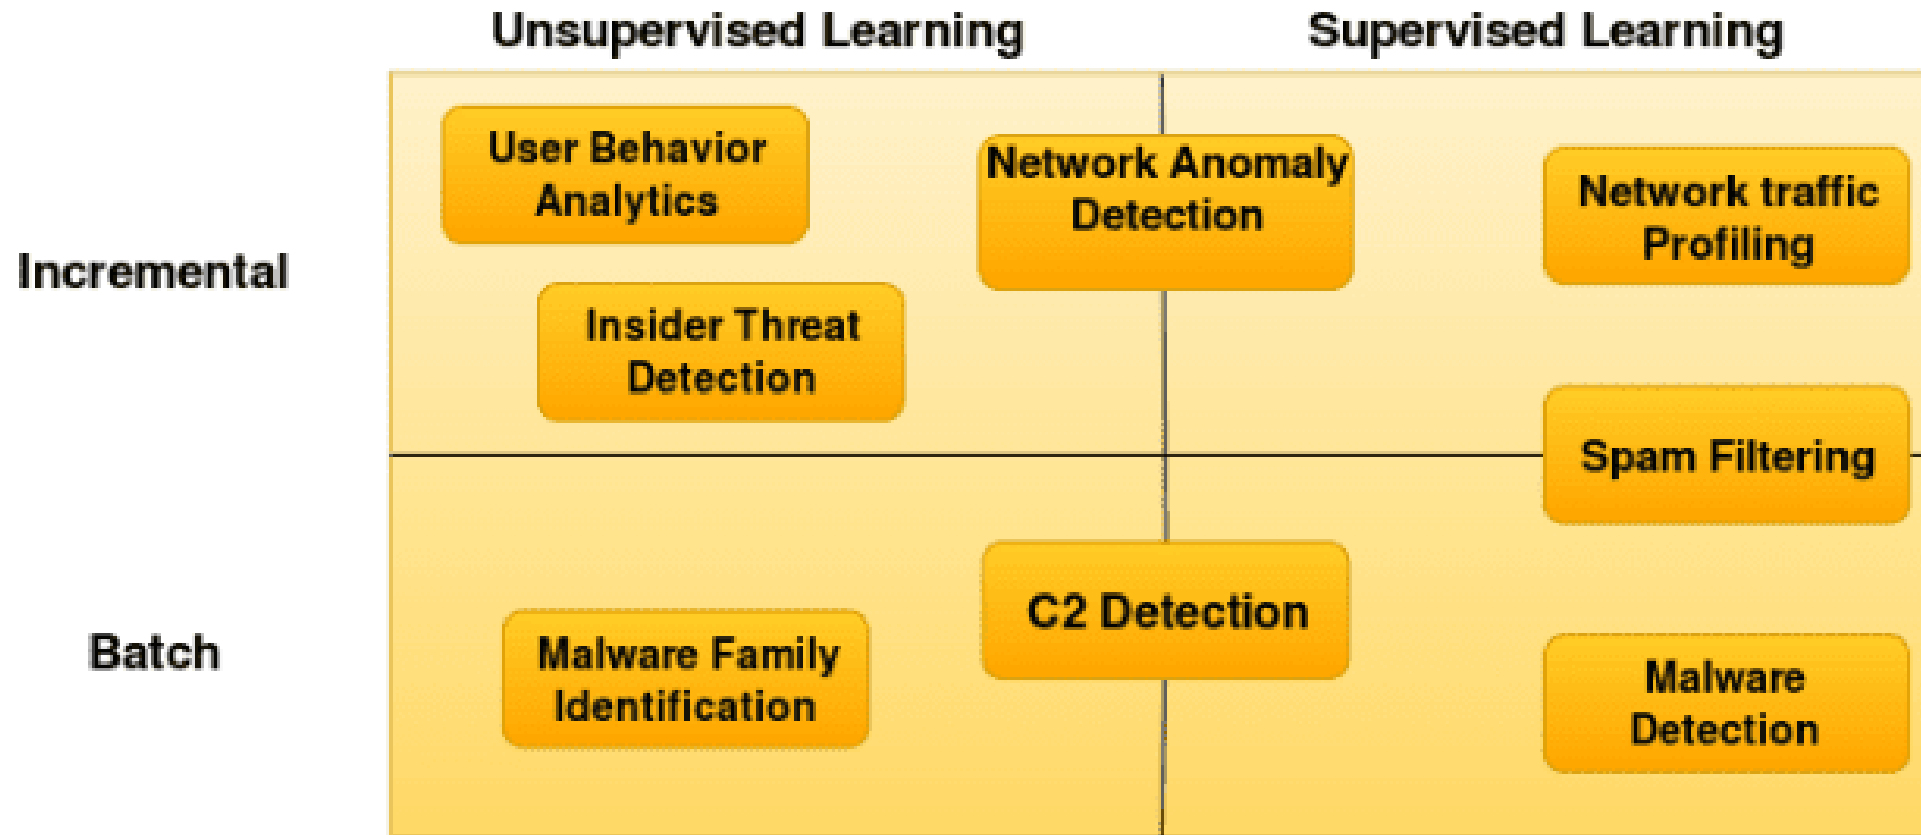 Unsupervised Learning
Supervised Learning
Incremental
User Behavior
Analytics
Insider Threat
Detection
Network Anomaly
Detection
Network traffic
Profiling
Spam Filtering
Batch
Malware Family
Identification
C2 Detection
Malware
Detection